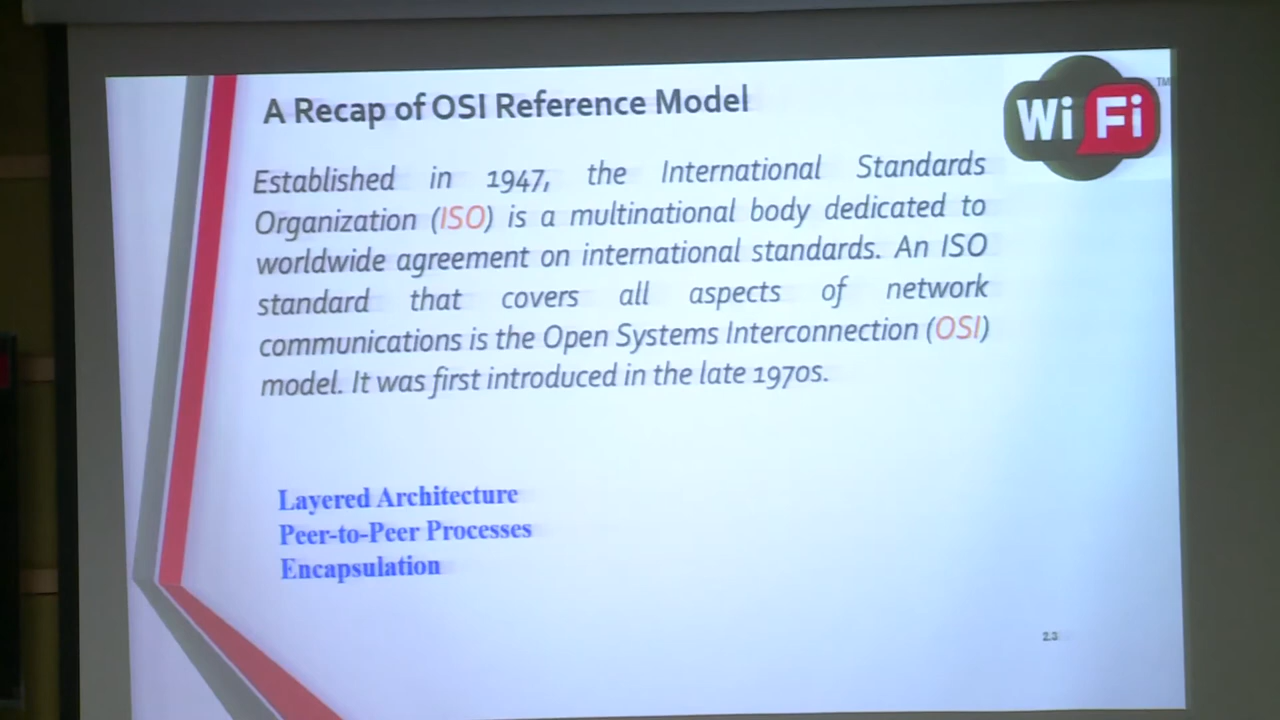 A Recap of OSI Reference Model
Wi Fi TM
Established in 1947, the International Standards
Organization (ISO) is a multinational body dedicated to
worldwide agreement on international standards. An ISO
standard that covers all aspects of network
communications is the Open Systems Interconnection (OSI)
model. It was first introduced in the late 1970s.
Layered Architecture
Peer-to-Peer Processes
Encapsulation
2.3